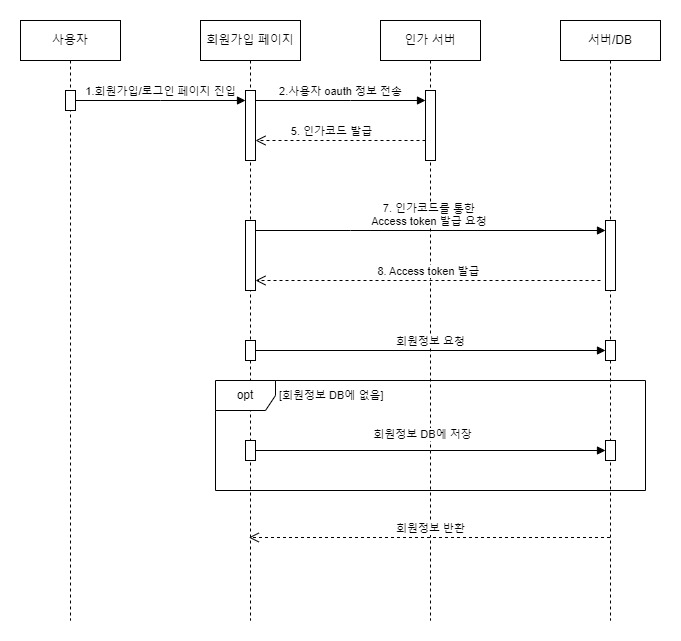 사용자
회원가입 페이지
인가 서버
서버/DB
1.회원가입/로그인 페이지 진입
2.사용자 oauth 정보 전송
5. 인가코드 발급
7. 인가코드를 통한
Access token 발급 요청
8. Access token 발급
회원정보 요청
opt
[회원정보 DB에 없음]
회원정보 DB에 저장
회원정보 반환